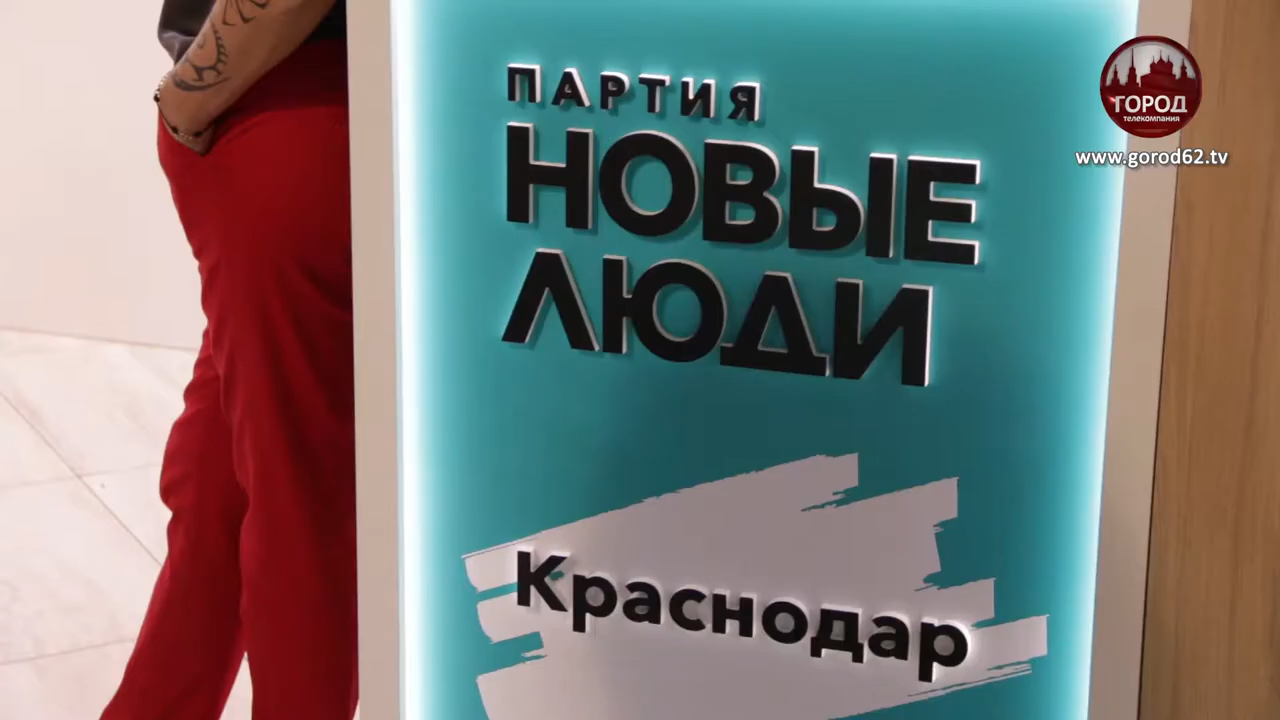 ПАРТИЯ
НОВЫЕ
ЛЮДИ
Краснодар
ГОРОД
телекомпания
www.gorod62.tv